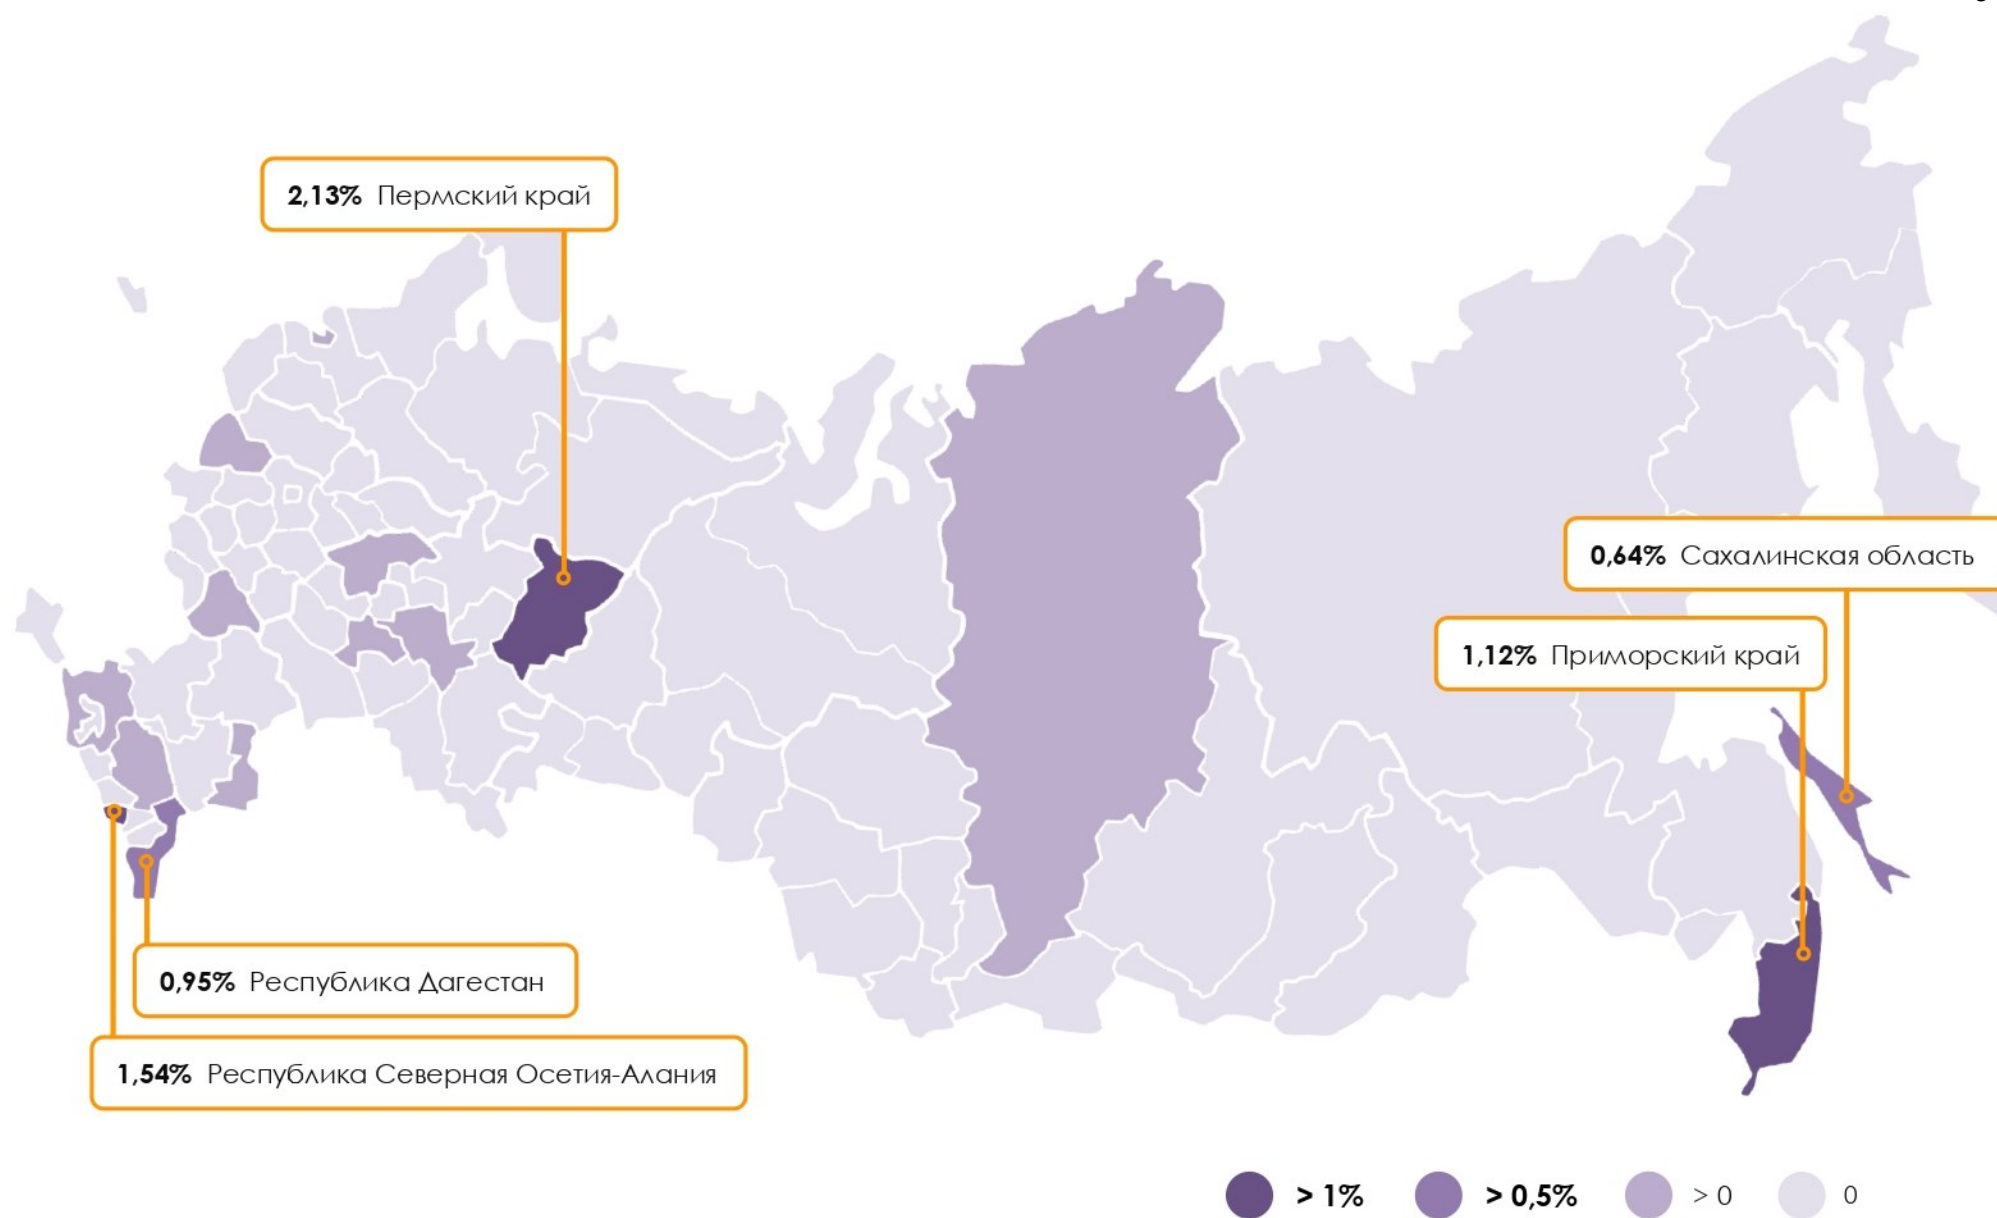 2,13% Пермский край
0,64% Сахалинская область
1,12% Приморский край
0,95% Республика Дагестан
1,54% Республика Северная Осетия-Алания
> 1% > 0,5% > 0 0